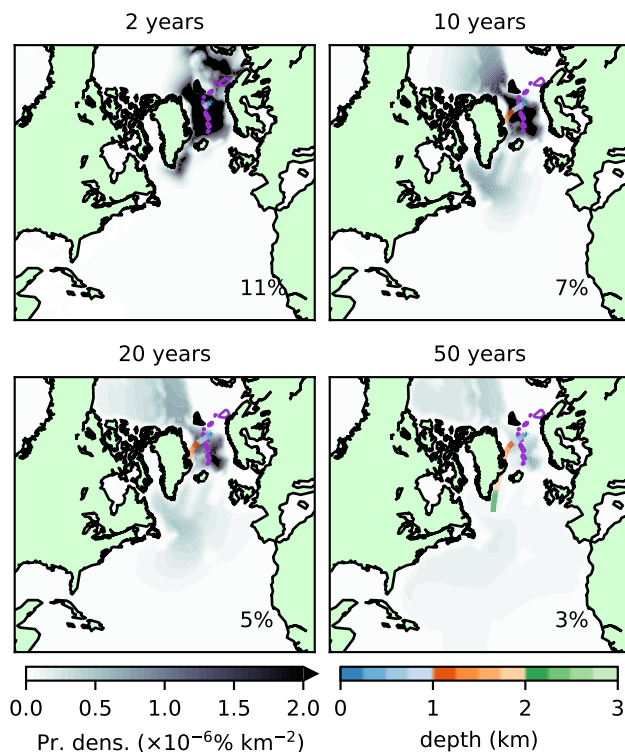 2 years 10 years
11% 7%
20 years 50 years
5% 3%
0.0 0.5 1.0 1.5 2.0 0 1 2 3
Pr. dens. (×10⁻⁶% km⁻²) depth (km)